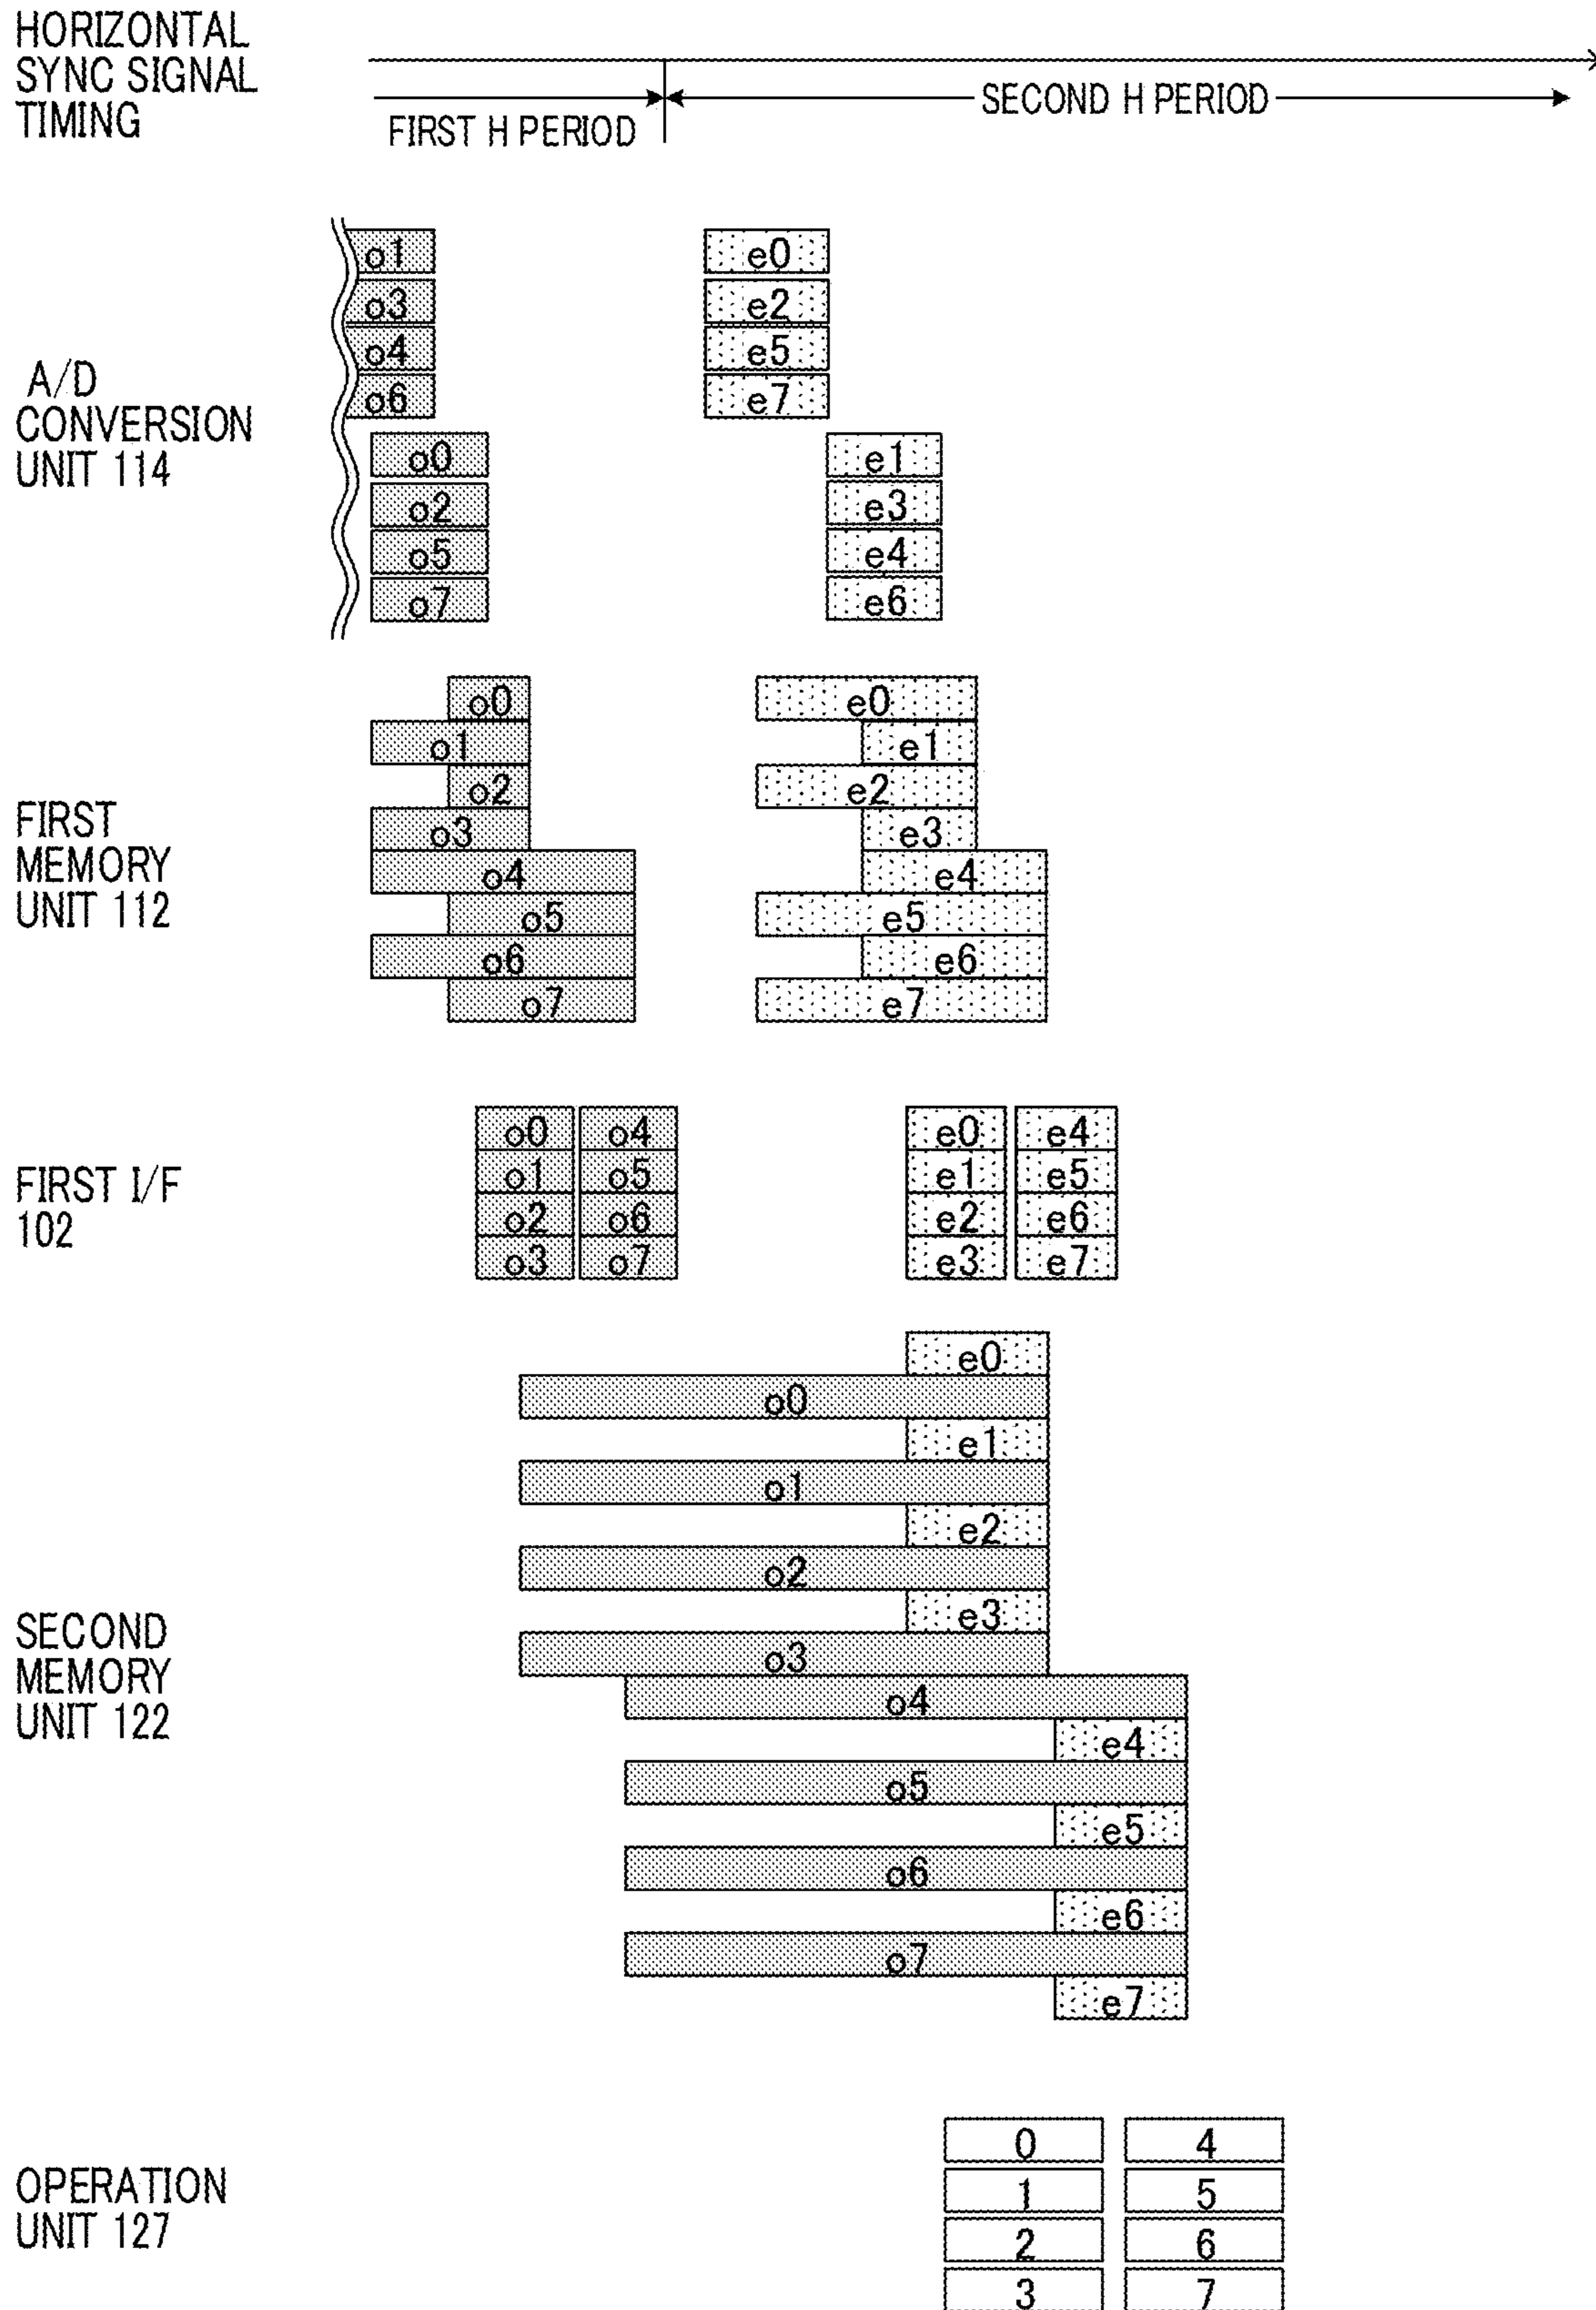 HORIZONTAL
SYNC SIGNAL
TIMING
FIRST H PERIOD
SECOND H PERIOD
A/D
CONVERSION
UNIT 114
o1 e0
o3 e2
o4 e5
o6 e7
o0 e1
o2 e3
o5 e4
o7 e6
FIRST
MEMORY
UNIT 112
o0 e0
o1 e1
o2 e2
o3 e3
o4 e4
o5 e5
o6 e6
o7 e7
FIRST I/F
102
o0 o4 e0 e4
o1 o5 e1 e5
o2 o6 e2 e6
o3 o7 e3 e7
SECOND
MEMORY
UNIT 122
e0
o0
e1
o1
e2
o2
e3
o3
o4
e4
o5
e5
o6
e6
o7
e7
OPERATION
UNIT 127
0 4
1 5
2 6
3 7